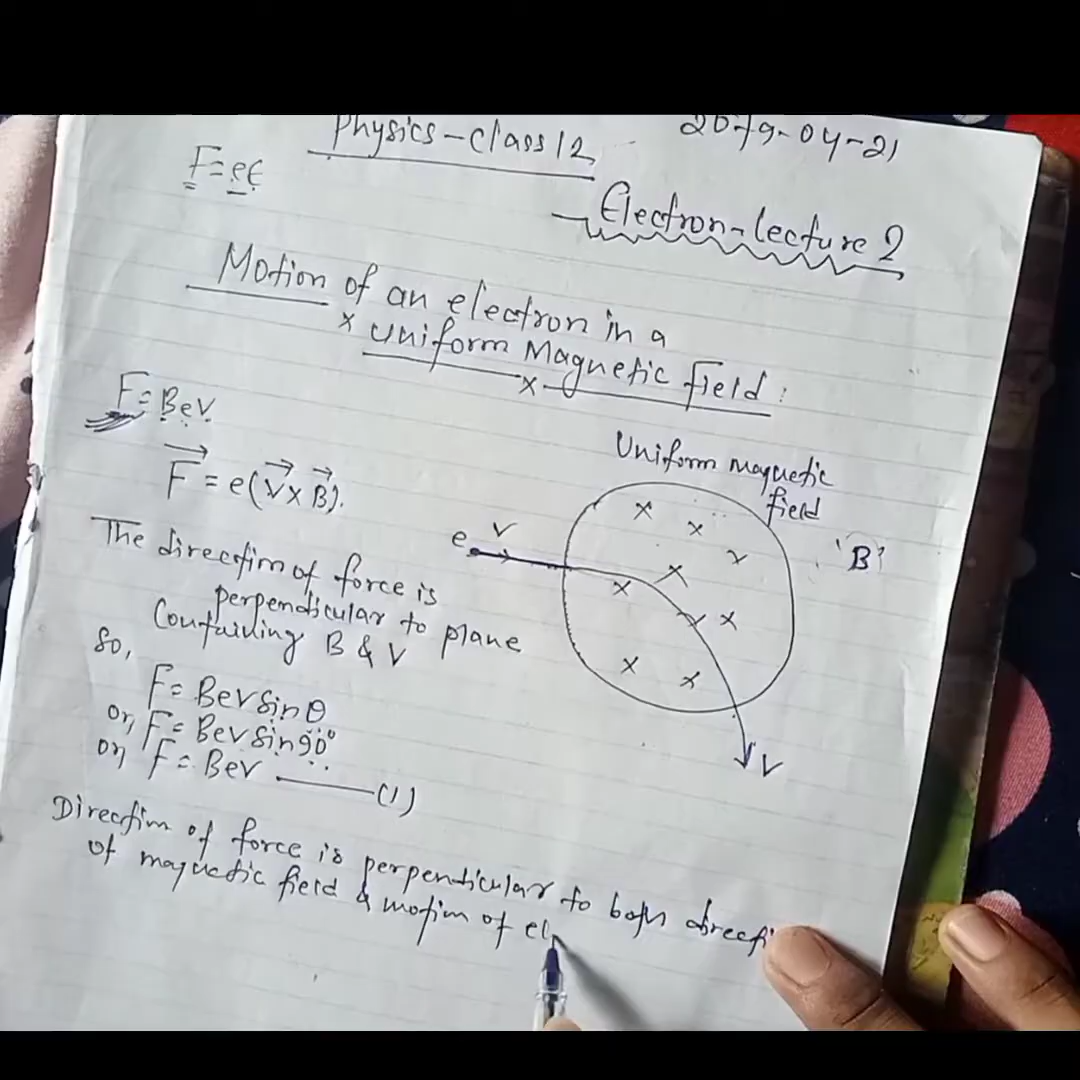 Physics-class 12
2079-04-21
F=eE
Electron-lecture 2
Motion of an electron in a
uniform Magnetic field:
F=BeV
F = e(V×B).
The direction of force is
perpendicular to plane
Containing B & V
So,
F= BeV sinθ
or, F= BeV sin90°
or, F= BeV ———(1)
Uniform magnetic
field
'B'
e
V
V
Direction of force is perpendicular to both directi
of magnetic field & motion of el